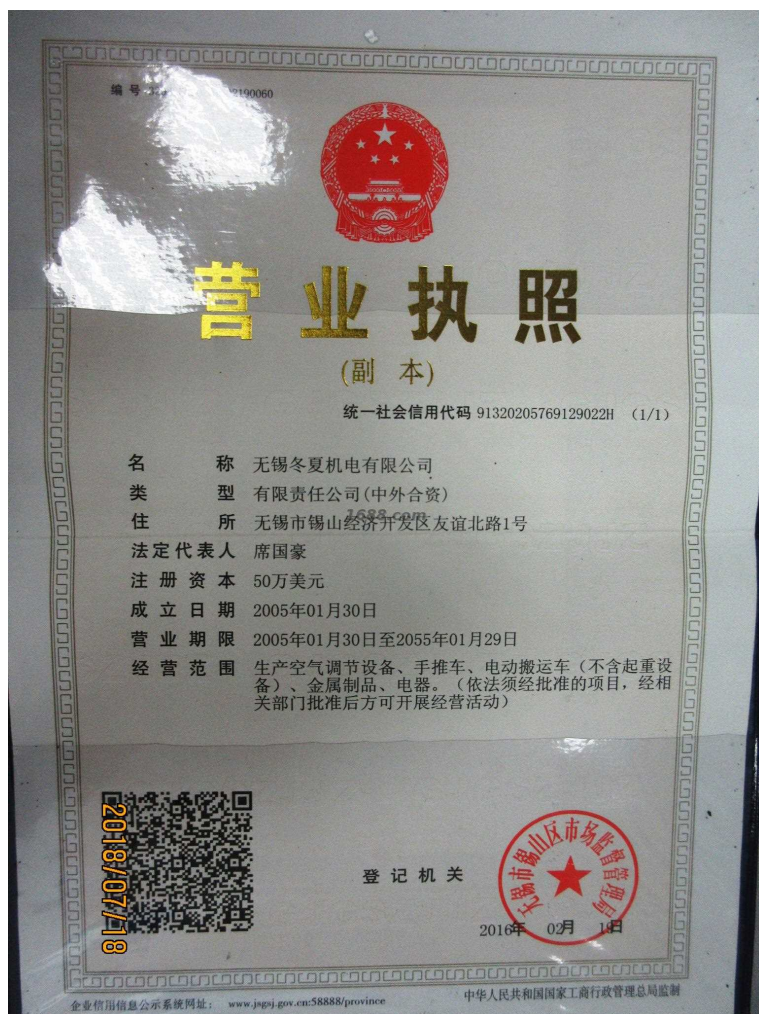 编 号
2190060
营业执照
(副 本)
统一社会信用代码 91320205769129022H (1/1)
名 称 无锡冬夏机电有限公司
类 型 有限责任公司(中外合资)
1688.com
住 所 无锡市锡山经济开发区友谊北路1号
法定代表人 席国豪
注册资本 50万美元
成立日期 2005年01月30日
营业期限 2005年01月30日至2055年01月29日
经营范围 生产空气调节设备、手推车、电动搬运车（不含起重设
备）、金属制品、电器。（依法须经批准的项目，经相
关部门批准后方可开展经营活动）
2018/07/18
登记机关
无锡市锡山区市场监督管理局
2016年 02月 日
企业信用信息公示系统网址： www.jsgsj.gov.cn:58888/province
中华人民共和国国家工商行政管理总局监制